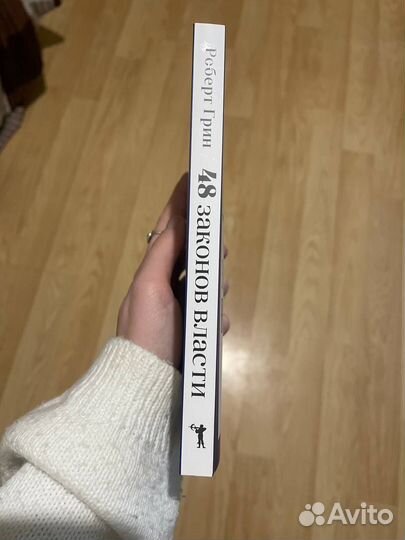 Роберт Грин
48 законов власти
Avito